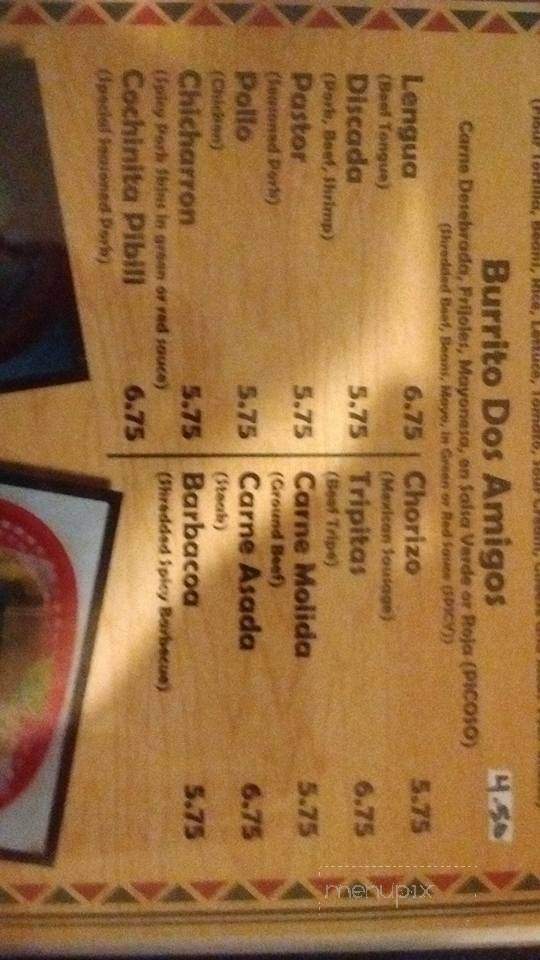 Burrito Dos Amigos 4.50
Carne Desebrada, Frijoles, Mayonesa, en Salsa Verde or Roja (PICOSO)
(Shredded Beef, Beans, Mayo, in Green or Red Sauce (SPICY))
Lengua 6.75
(Beef Tongue)
Discada 5.75
(Pork, Beef, Shrimp)
Pastor 5.75
(Seasoned Pork)
Pollo 5.75
(Chicken)
Chicharron 5.75
(Spicy Pork Skins in green or red sauce)
Cochinita Pibill 6.75
(Special Seasoned Pork)
Chorizo 5.75
(Mexican Sausage)
Tripitas 6.75
(Beef Tripe)
Carne Molida 5.75
(Ground Beef)
Carne Asada 6.75
(Steak)
Barbacoa 5.75
(Shredded Spicy Barbecue)
menupix